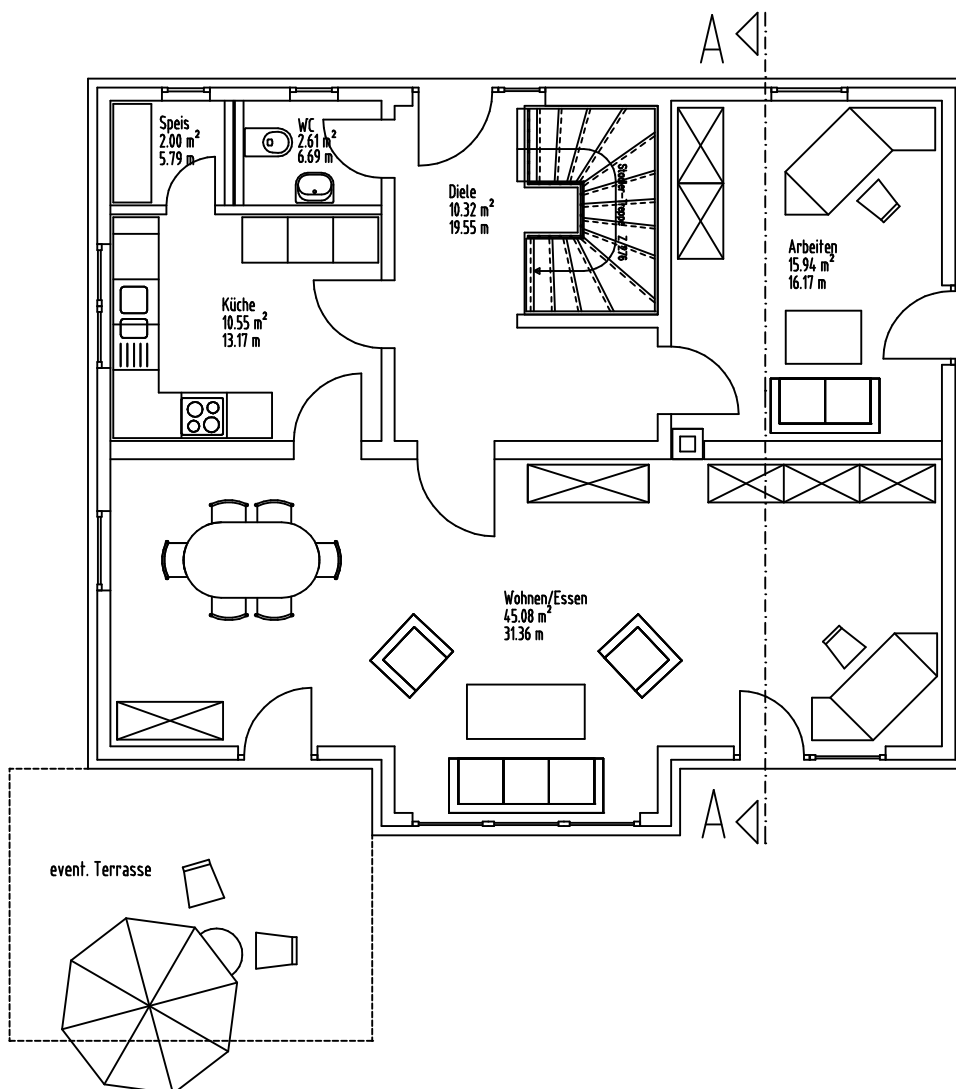 A
Speis
2.00 m²
5.79 m
WC
2.61 m²
6.69 m
Diele
10.32 m²
19.55 m
Arbeiten
15.94 m²
16.17 m
Küche
10.55 m²
13.17 m
Wohnen/Essen
45.08 m²
31.36 m
A
event. Terrasse